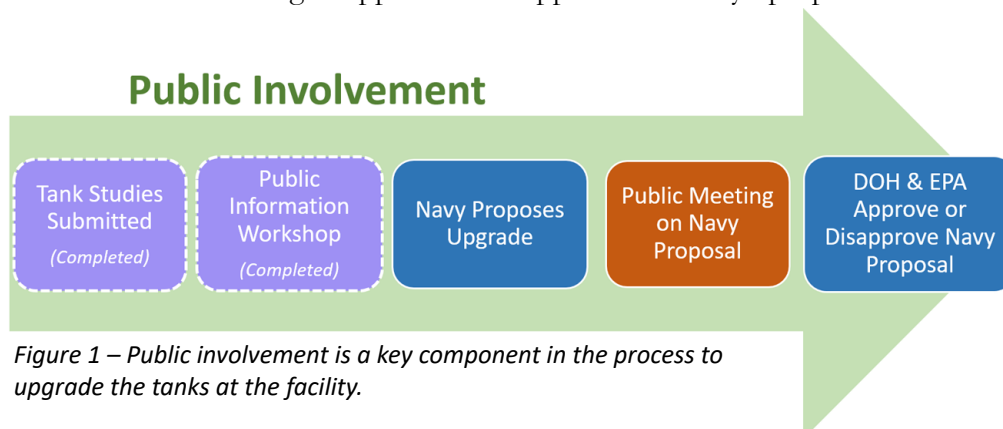 Public Involvement
Tank Studies
Submitted
(Completed)
Public
Information
Workshop
(Completed)
Navy Proposes
Upgrade
Public Meeting
on Navy
Proposal
DOH & EPA
Approve or
Disapprove Navy
Proposal
Figure 1 – Public involvement is a key component in the process to
upgrade the tanks at the facility.